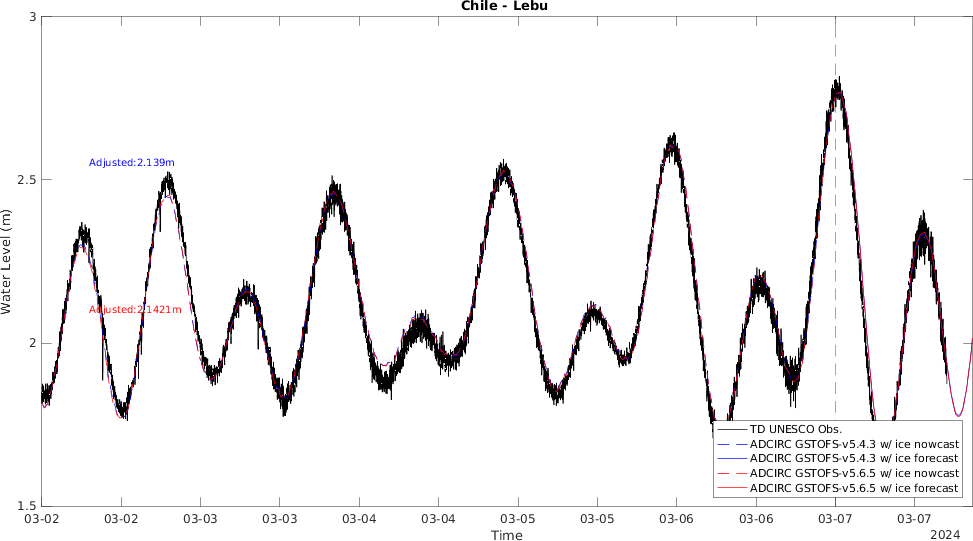 Chile - Lebu
3
2.5
2
1.5
Water Level (m)
Adjusted:2.139m
Adjusted:2.1421m
TD UNESCO Obs.
ADCIRC GSTOFS-v5.4.3 w/ ice nowcast
ADCIRC GSTOFS-v5.4.3 w/ ice forecast
ADCIRC GSTOFS-v5.6.5 w/ ice nowcast
ADCIRC GSTOFS-v5.6.5 w/ ice forecast
03-02 03-02 03-03 03-03 03-04 03-04 03-05 03-05 03-06 03-06 03-07 03-07
Time
2024